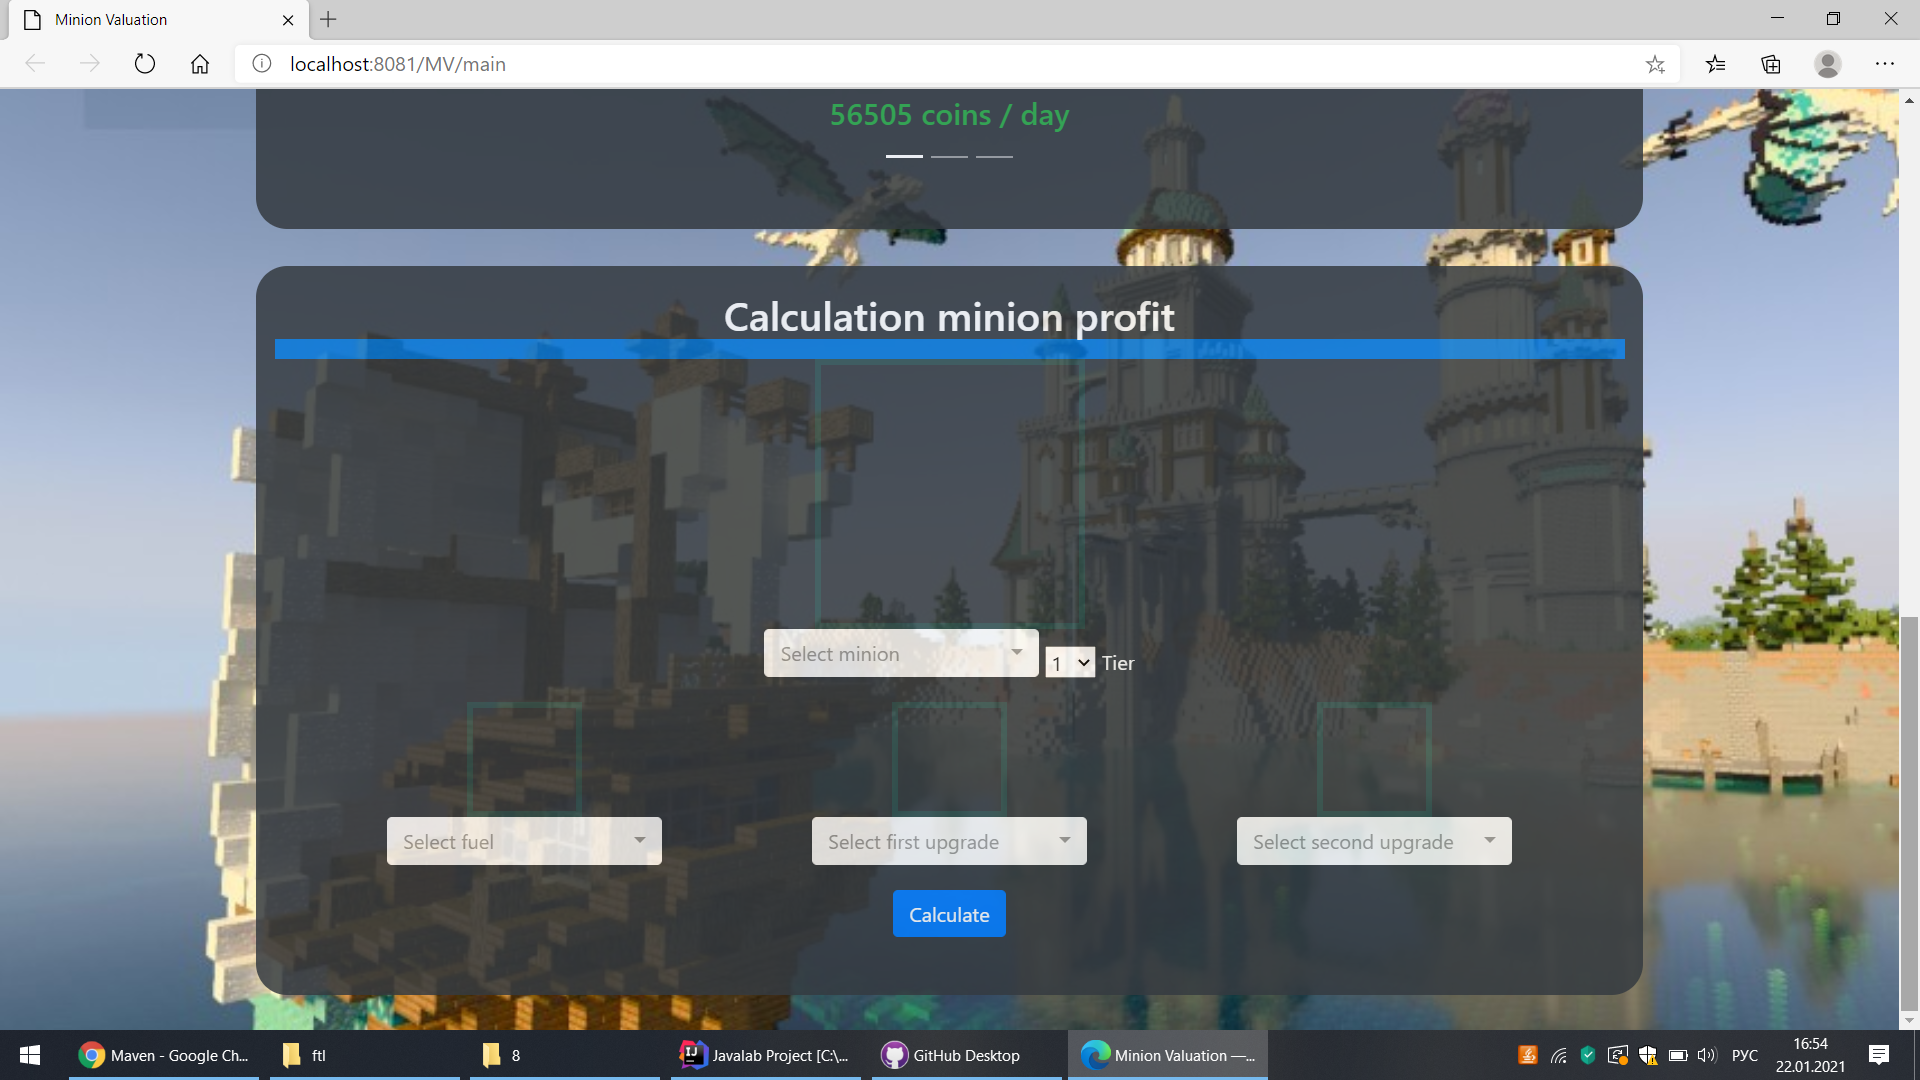 Minion Valuation
localhost:8081/MV/main
56505 coins / day
Calculation minion profit
Select minion
1
Tier
Select fuel
Select first upgrade
Select second upgrade
Calculate
Maven - Google Ch...
ftl
8
Javalab Project [C:\...
GitHub Desktop
Minion Valuation —...
РУС
16:54
22.01.2021